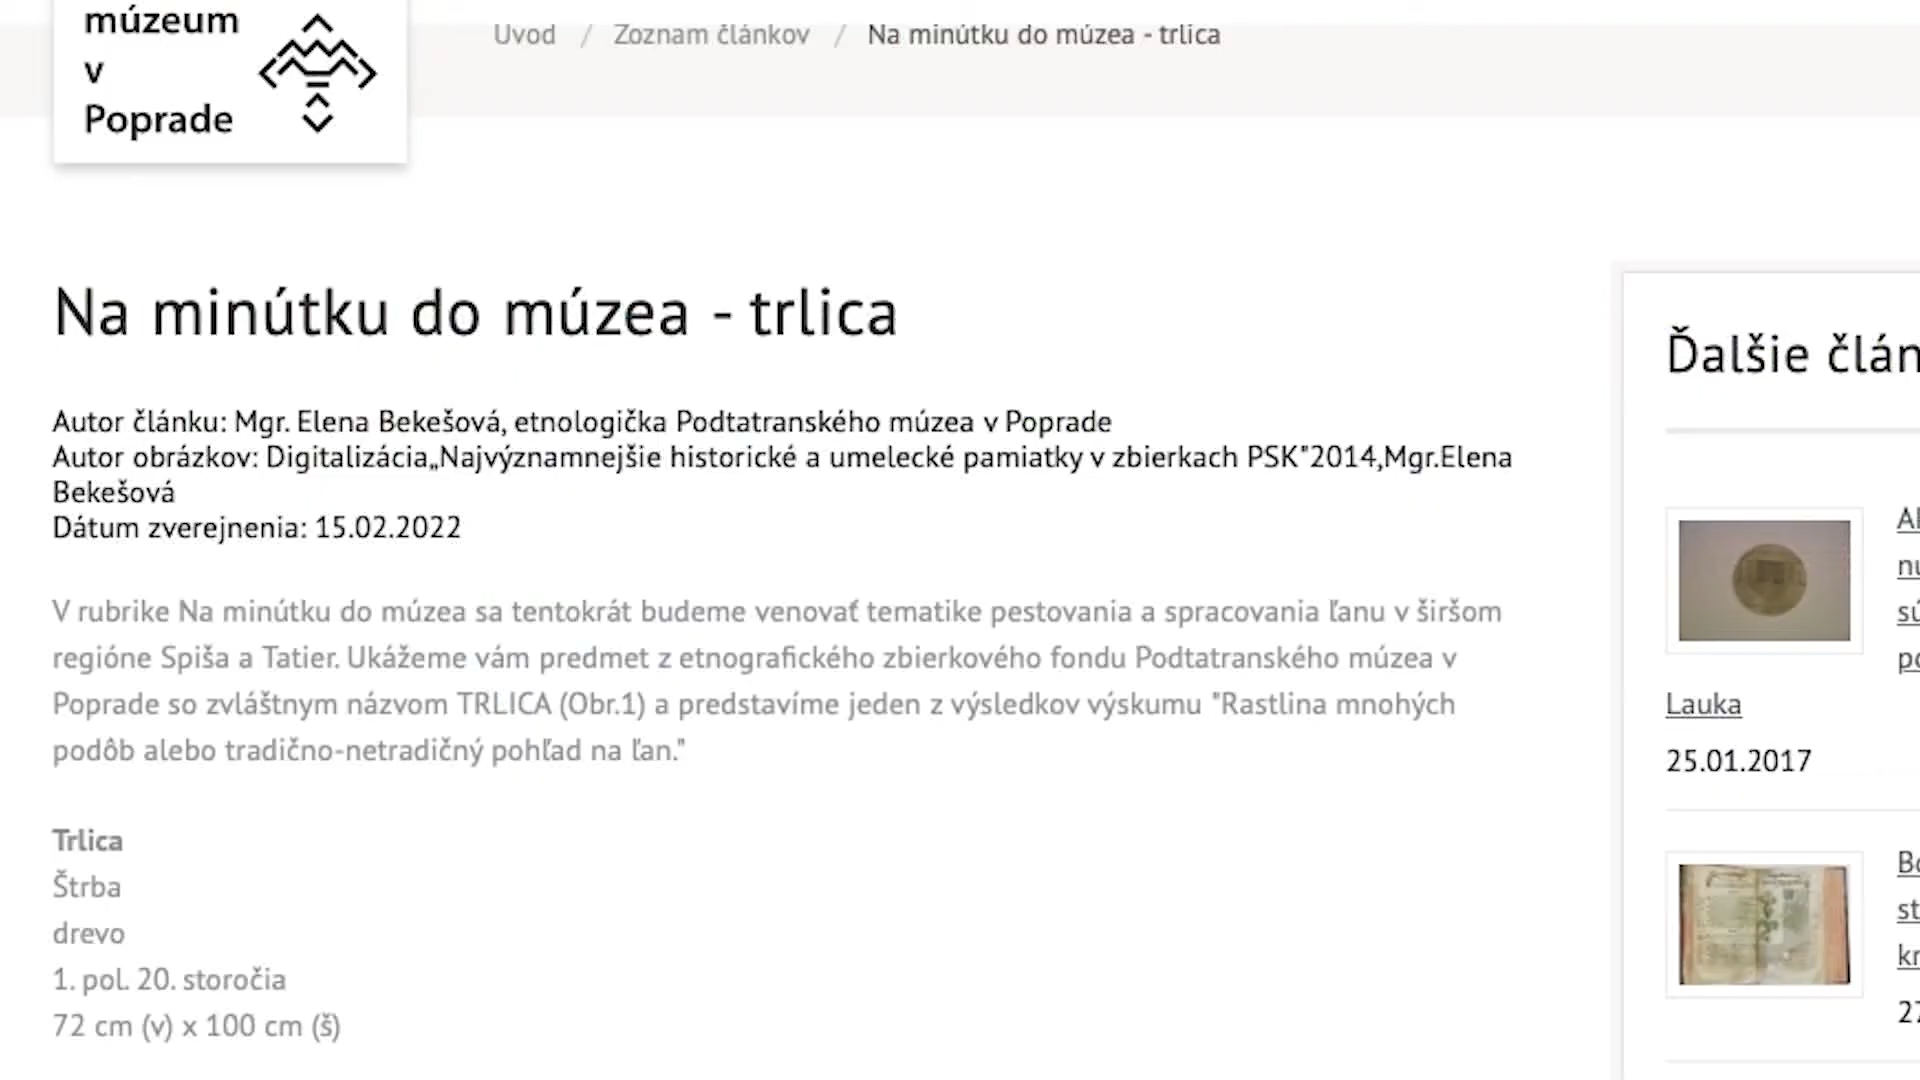 múzeum
v
Poprade
Úvod / Zoznam článkov / Na minútku do múzea - trlica
Na minútku do múzea - trlica
Autor článku: Mgr. Elena Bekešová, etnologička Podtatranského múzea v Poprade
Autor obrázkov: Digitalizácia„Najvýznamnejšie historické a umelecké pamiatky v zbierkach PSK"2014,Mgr.Elena
Bekešová
Dátum zverejnenia: 15.02.2022
V rubrike Na minútku do múzea sa tentokrát budeme venovať tematike pestovania a spracovania ľanu v širšom
regióne Spiša a Tatier. Ukážeme vám predmet z etnografického zbierkového fondu Podtatranského múzea v
Poprade so zvláštnym názvom TRLICA (Obr.1) a predstavíme jeden z výsledkov výskumu "Rastlina mnohých
podôb alebo tradično-netradičný pohľad na ľan."
Trlica
Štrba
drevo
1. pol. 20. storočia
72 cm (v) x 100 cm (š)
Ďalšie člán
Lauka
25.01.2017